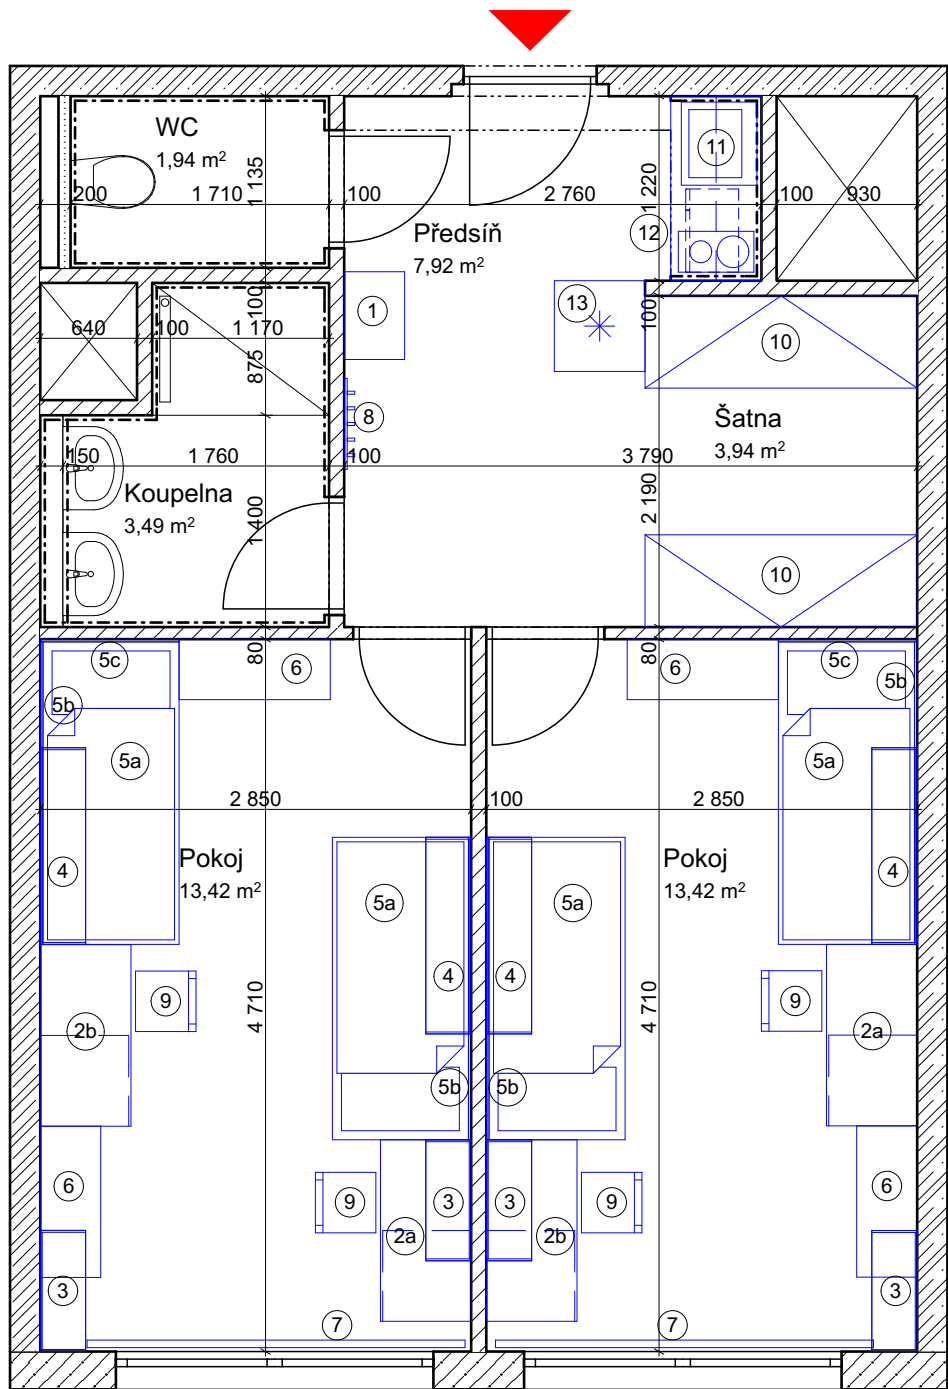 WC
1,94 m²
200
1 710
1 135
100
2 760
1 220
11
100
930
12
Předsíň
7,92 m²
640
100
100
1 170
875
1
13
100
10
8
Šatna
3,94 m²
150
1 760
100
3 790
Koupelna
3,49 m²
1 400
2 190
10
80
80
5c
6
6
5c
5b
5b
5a
5a
2 850
100
2 850
Pokoj
13,42 m²
Pokoj
13,42 m²
4
4
5a
5a
4
4
9
9
2b
2a
4 710
4 710
5b
5b
6
6
9
3
3
9
2a
2b
3
3
7
7